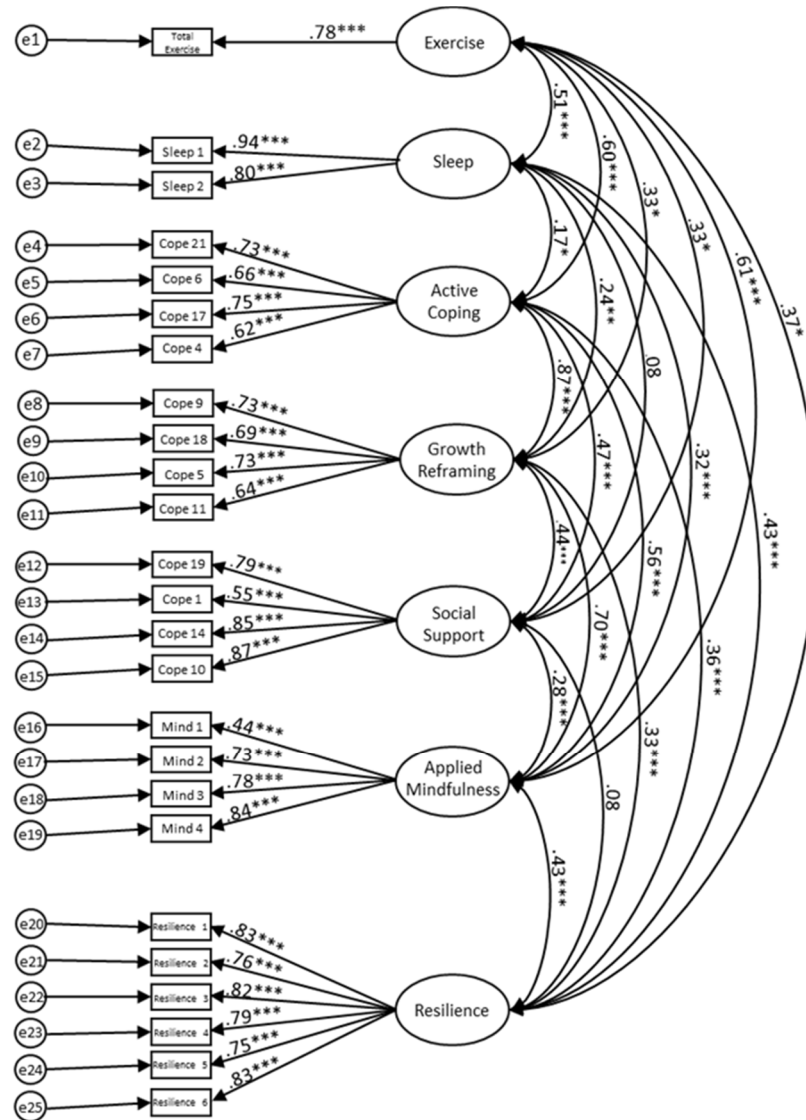 e1
Total
Exercise
.78***
Exercise
e2
Sleep 1
.94***
e3
Sleep 2
.80***
Sleep
e4
Cope 21
.73***
e5
Cope 6
.66***
e6
Cope 17
.75***
e7
Cope 4
.62***
Active
Coping
e8
Cope 9
.73***
e9
Cope 18
.69***
e10
Cope 5
.73***
e11
Cope 11
.64***
Growth
Reframing
e12
Cope 19
.79***
e13
Cope 1
.55***
e14
Cope 14
.85***
e15
Cope 10
.87***
Social
Support
e16
Mind 1
.44***
e17
Mind 2
.73***
e18
Mind 3
.78***
e19
Mind 4
.84***
Applied
Mindfulness
e20
Resilience 1
.83***
e21
Resilience 2
.76***
e22
Resilience 3
.82***
e23
Resilience 4
.79***
e24
Resilience 5
.75***
e25
Resilience 6
.83***
Resilience
.51***
.60***
.33*
.33*
.61***
.37*
.17*
.24**
.08
.32***
.43***
.87***
.47***
.56***
.36***
.44***
.70***
.33***
.28***
.08
.43***